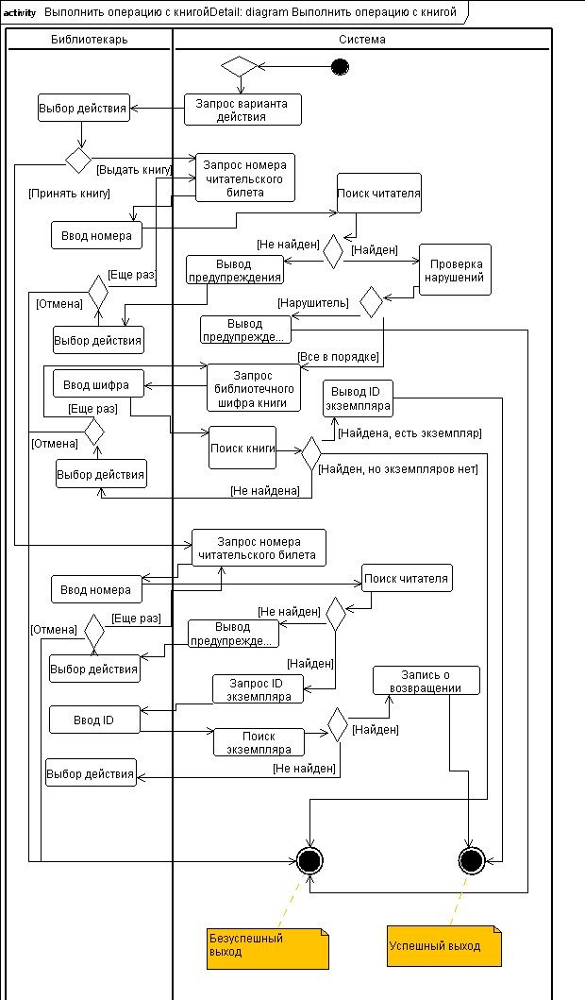 activity Выполнить операцию с книгойDetail: diagram Выполнить операцию с книгой
Библиотекарь
Система
Запрос варианта
действия
Выбор действия
[Выдать книгу]
Запрос номера
читательского
билета
[Принять книгу]
Поиск читателя
Ввод номера
[Не найден]
[Найден]
Проверка
нарушений
Вывод
предупреждения
[Еще раз]
[Отмена]
[Нарушитель]
Выбор действия
Вывод
предупрежде...
[Все в порядке]
Запрос
библиотечного
шифра книги
Ввод шифра
Вывод ID
экземпляра
[Еще раз]
[Найдена, есть экземпляр]
[Отмена]
Поиск книги
[Найден, но экземпляров нет]
Выбор действия
[Не найдена]
Запрос номера
читательского билета
Поиск читателя
Ввод номера
[Не найден]
[Еще раз]
[Отмена]
Вывод
предупрежде...
[Найден]
Выбор действия
Запрос ID
экземпляра
Запись о
возвращении
Ввод ID
[Найден]
Поиск
экземпляра
[Не найден]
Выбор действия
Безуспешный
выход
Успешный выход